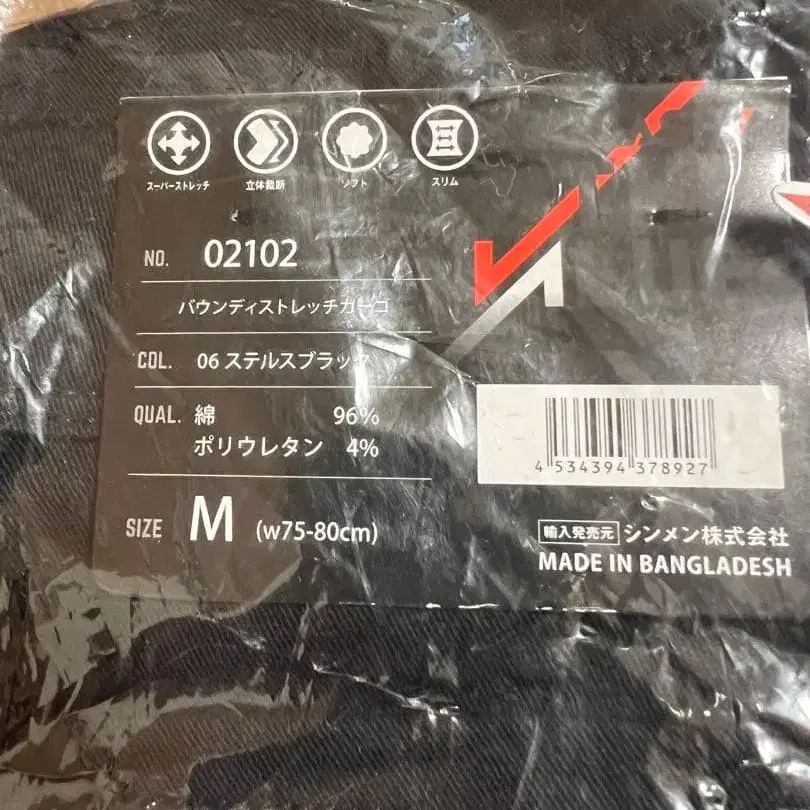 スーパーストレッチ 立体裁断 ソフト スリム
NO. 02102
バウンディストレッチカーゴ
COL. 06 ステルスブラック
QUAL. 綿 96%
ポリウレタン 4%
SIZE M (w75-80cm)
4 534394 378927
輸入発売元 シンメン株式会社
MADE IN BANGLADESH